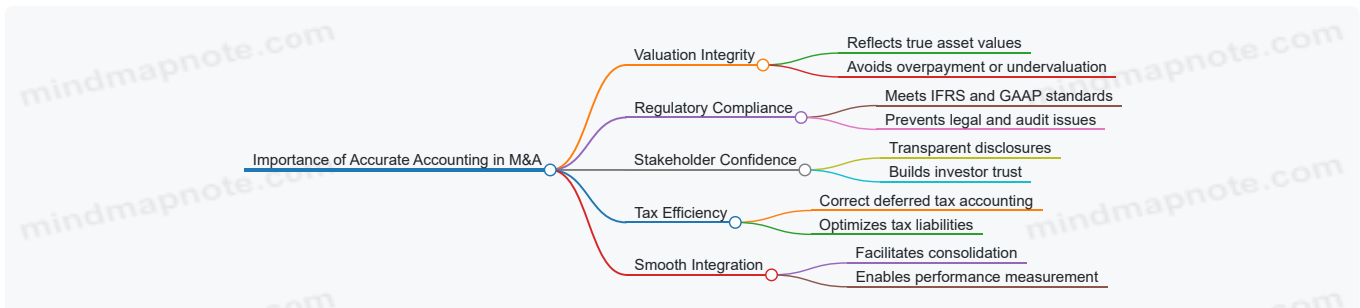 mindmapnote.com
mindmapnote.com
Reflects true asset values
Valuation Integrity
Avoids overpayment or undervaluation
Meets IFRS and GAAP standards
Regulatory Compliance
Prevents legal and audit issues
Transparent disclosures
Importance of Accurate Accounting in M&A
Stakeholder Confidence
Builds investor trust
mindmapnote.com
mindmapnote.com
Correct deferred tax accounting
Tax Efficiency
Optimizes tax liabilities
Facilitates consolidation
Smooth Integration
Enables performance measurement